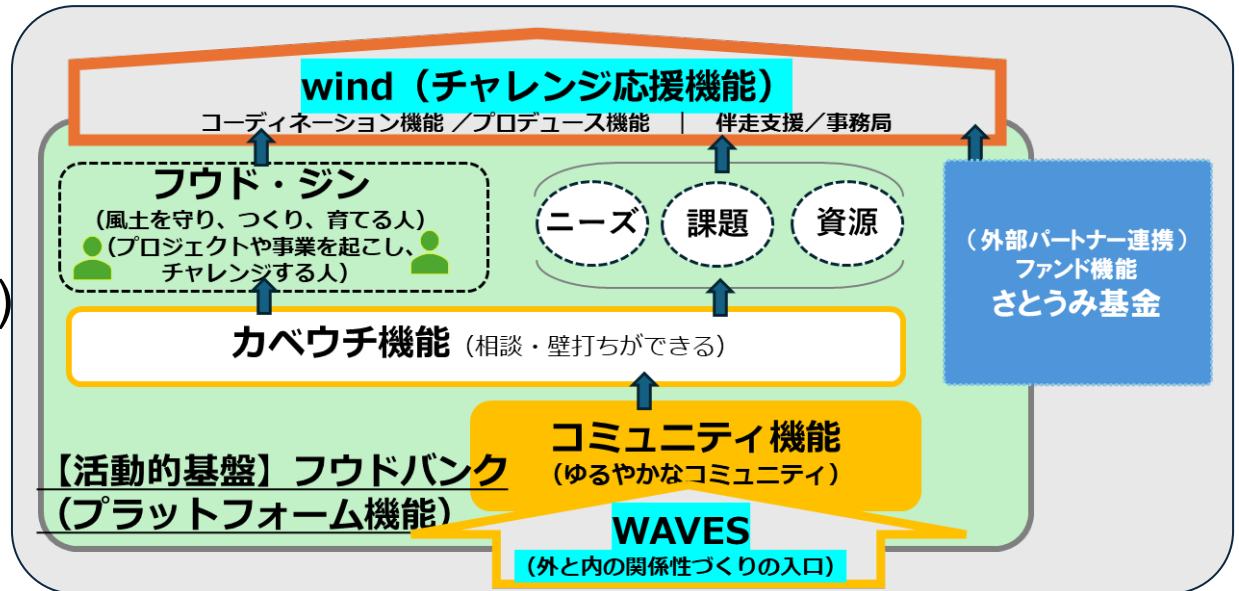 wind（チャレンジ応援機能）
コーディネーション機能 ／プロデュース機能　｜　伴走支援／事務局
フウド・ジン
（風土を守り、つくり、育てる人）
（プロジェクトや事業を起こし、
チャレンジする人）
ニーズ
課題
資源
（外部パートナー連携）
ファンド機能
さとうみ基金
）
カベウチ機能（相談・壁打ちができる）
コミュニティ機能
（ゆるやかなコミュニティ）
【活動的基盤】フウドバンク
（プラットフォーム機能）
WAVES
（外と内の関係性づくりの入口）